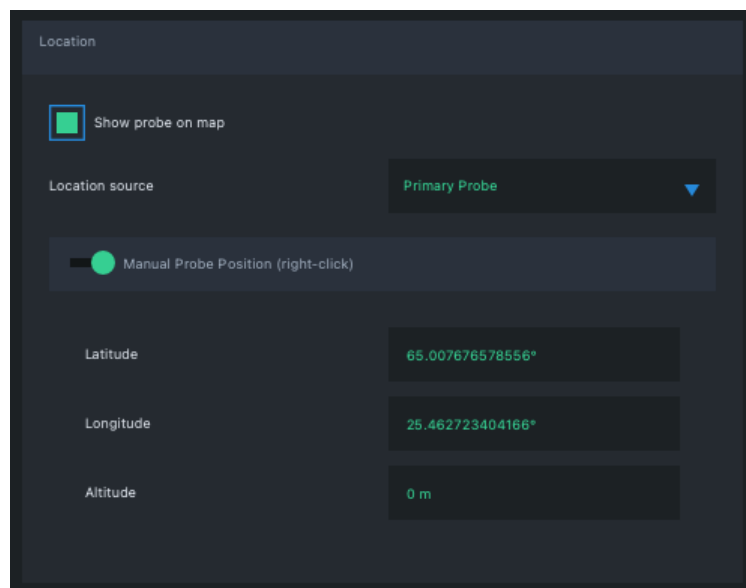 Location
Show probe on map
Location source
Primary Probe
Manual Probe Position (right-click)
Latitude
65.007676578556°
Longitude
25.462723404166°
Altitude
0 m